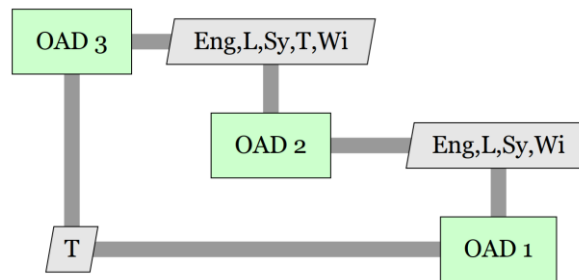 OAD 3
Eng,L,Sy,T,Wi
OAD 2
Eng,L,Sy,Wi
T
OAD 1